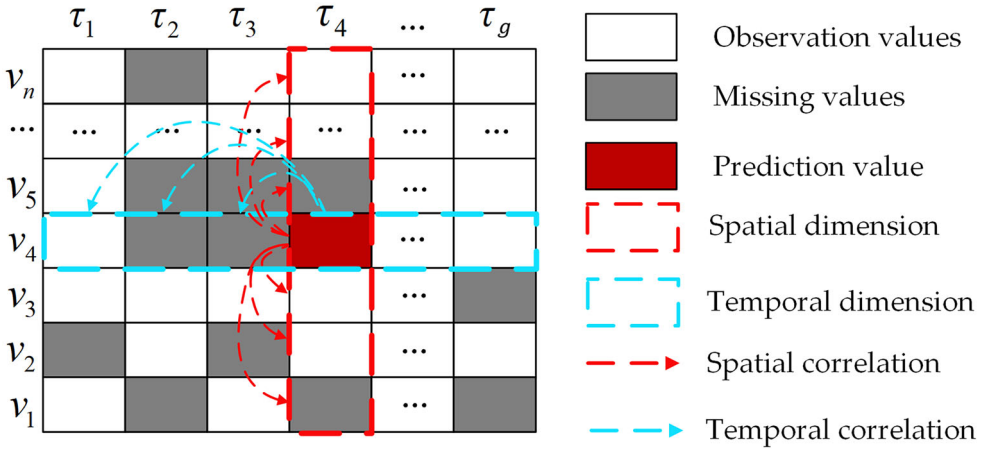 τ1 τ2 τ3 τ4 ... τg
vn ...
... ... ... ... ... ... ...
v5 ...
v4 ...
v3 ...
v2 ...
v1 ...
Observation values
Missing values
Prediction value
Spatial dimension
Temporal dimension
Spatial correlation
Temporal correlation